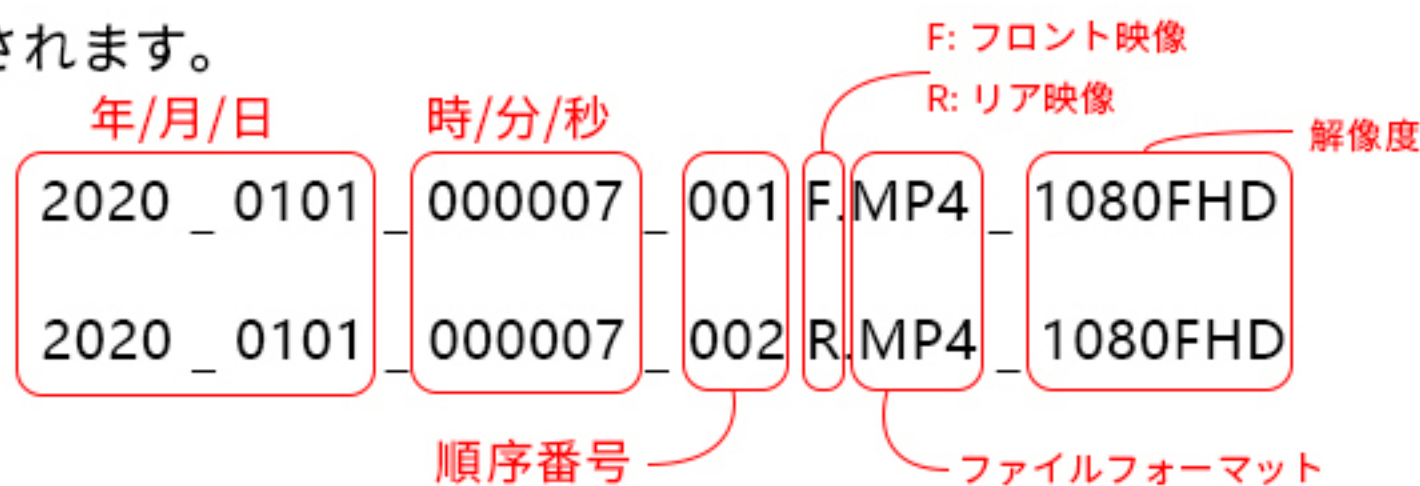 されます。
F: フロント映像
R: リア映像
年/月/日
時/分/秒
解像度
2020 _ 0101 _ 000007 _ 001 F.MP4 _ 1080FHD
2020 _ 0101 _ 000007 _ 002 R.MP4 _ 1080FHD
順序番号
ファイルフォーマット